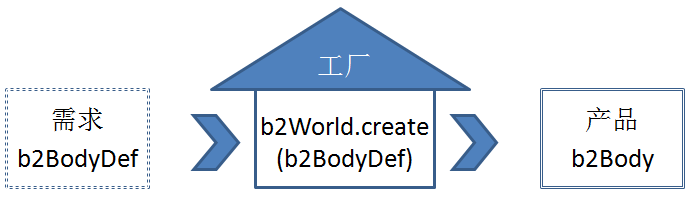 工厂
需求
b2BodyDef
b2World.create
(b2BodyDef)
产品
b2Body